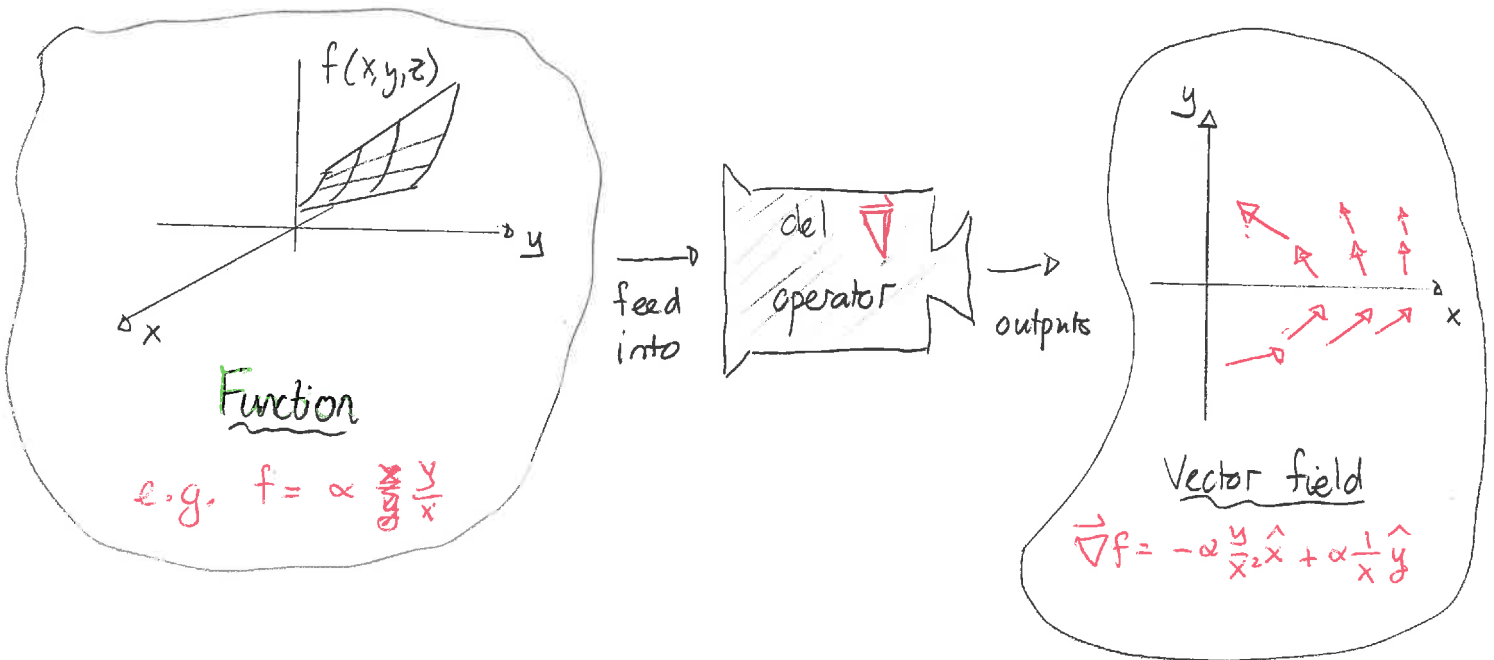 f(x,y,z)
y
x
Function
e.g. f = α y/x
feed
into
del ∇⃗
operator
outputs
y
x
Vector field
∇⃗f = -α y/x² x̂ + α 1/x ŷ